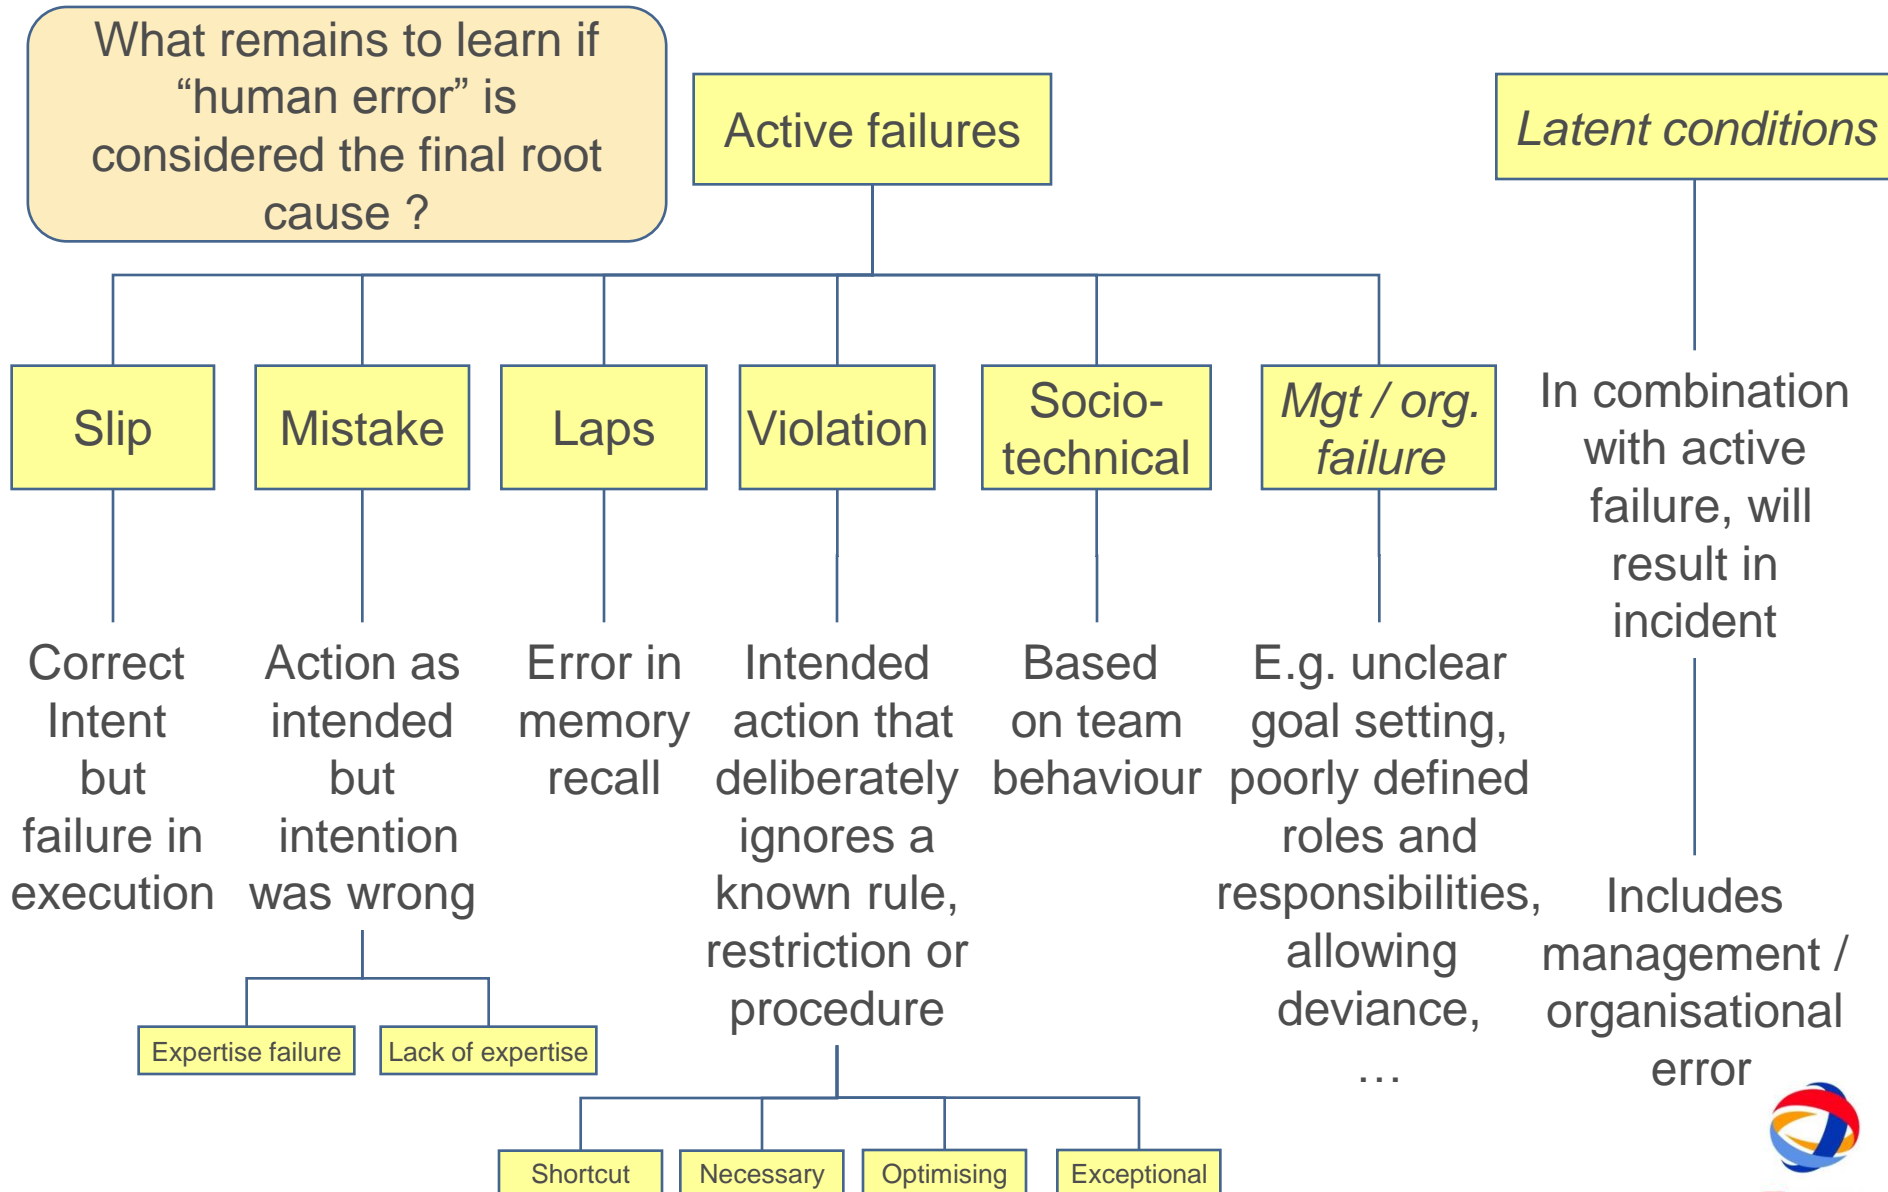 What remains to learn if
“human error” is
considered the final root
cause ?
Active failures
Latent conditions
Slip
Mistake
Laps
Violation
Socio-
technical
Mgt / org.
failure
In combination
with active
failure, will
result in
incident
Correct
Intent
but
failure in
execution
Action as
intended
but
intention
was wrong
Error in
memory
recall
Intended
action that
deliberately
ignores a
known rule,
restriction or
procedure
Based
on team
behaviour
E.g. unclear
goal setting,
poorly defined
roles and
responsibilities,
allowing
deviance,
…
Includes
management /
organisational
error
Expertise failure
Lack of expertise
Shortcut
Necessary
Optimising
Exceptional